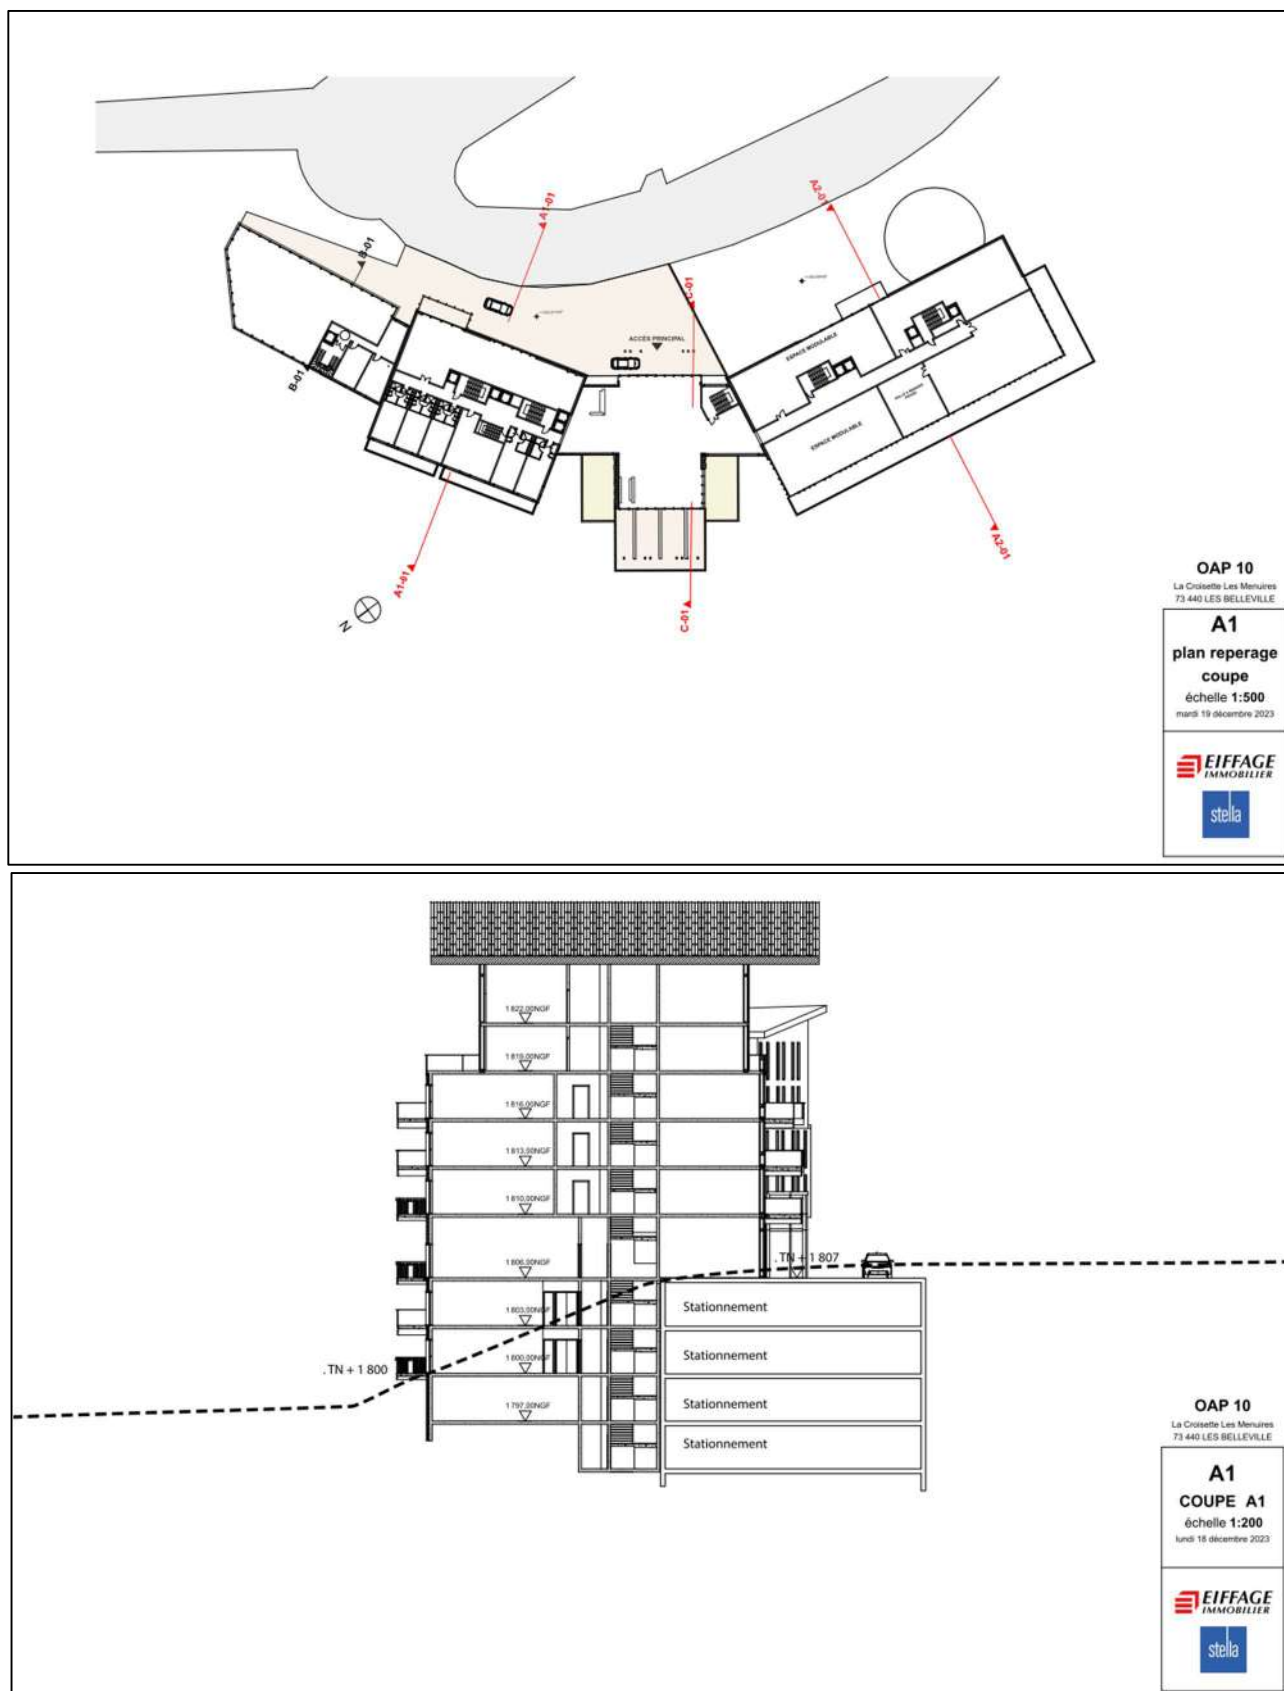 A1-01
A2-01
B-01
C-01
ACCÈS PRINCIPAL
ESPACE MODULABLE
B-01
ESPACE MODULABLE
A2-01
A1-01
C-01
N
OAP 10
La Croisette Les Menuires
73 440 LES BELLEVILLE
A1
plan reperage
coupe
échelle 1:500
mardi 19 décembre 2023
EIFFAGE
IMMOBILIER
stella
1 822,00NGF
1 819,00NGF
1 816,00NGF
1 813,00NGF
1 810,00NGF
1 806,00NGF
. TN + 1 807
1 803,00NGF
Stationnement
1 800,00NGF
Stationnement
. TN + 1 800
1 797,00NGF
Stationnement
Stationnement
OAP 10
La Croisette Les Menuires
73 440 LES BELLEVILLE
A1
COUPE A1
échelle 1:200
lundi 18 décembre 2023
EIFFAGE
IMMOBILIER
stella